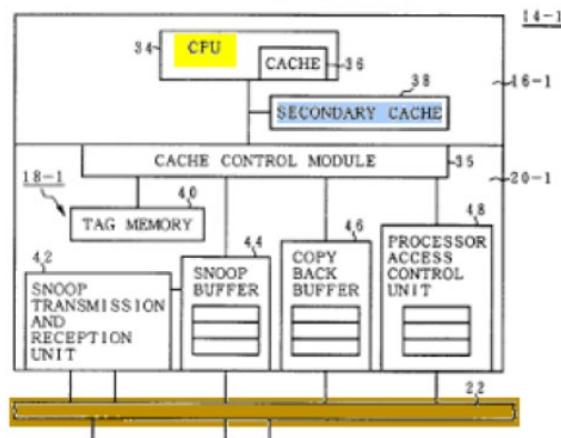 14-1
34
CPU
CACHE
36
16-1
38
SECONDARY CACHE
CACHE CONTROL MODULE
35
20-1
18-1
40
TAG MEMORY
42
SNOOP
TRANSMISSION
AND
RECEPTION
UNIT
44
SNOOP
BUFFER
46
COPY
BACK
BUFFER
48
PROCESSOR
ACCESS
CONTROL
UNIT
22